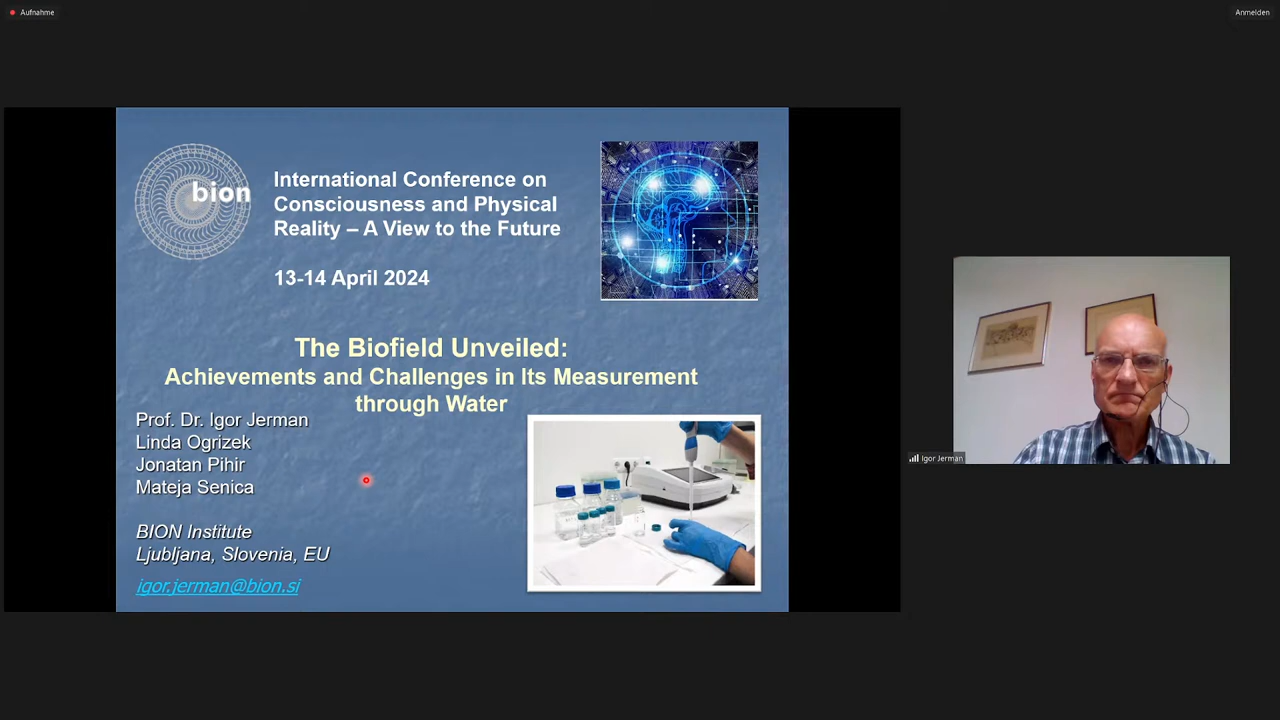 Aufnahme
Anmelden
bion
International Conference on
Consciousness and Physical
Reality – A View to the Future
13-14 April 2024
The Biofield Unveiled:
Achievements and Challenges in Its Measurement
through Water
Prof. Dr. Igor Jerman
Linda Ogrizek
Jonatan Pihir
Mateja Senica
BION Institute
Ljubljana, Slovenia, EU
igor.jerman@bion.si
Igor Jerman